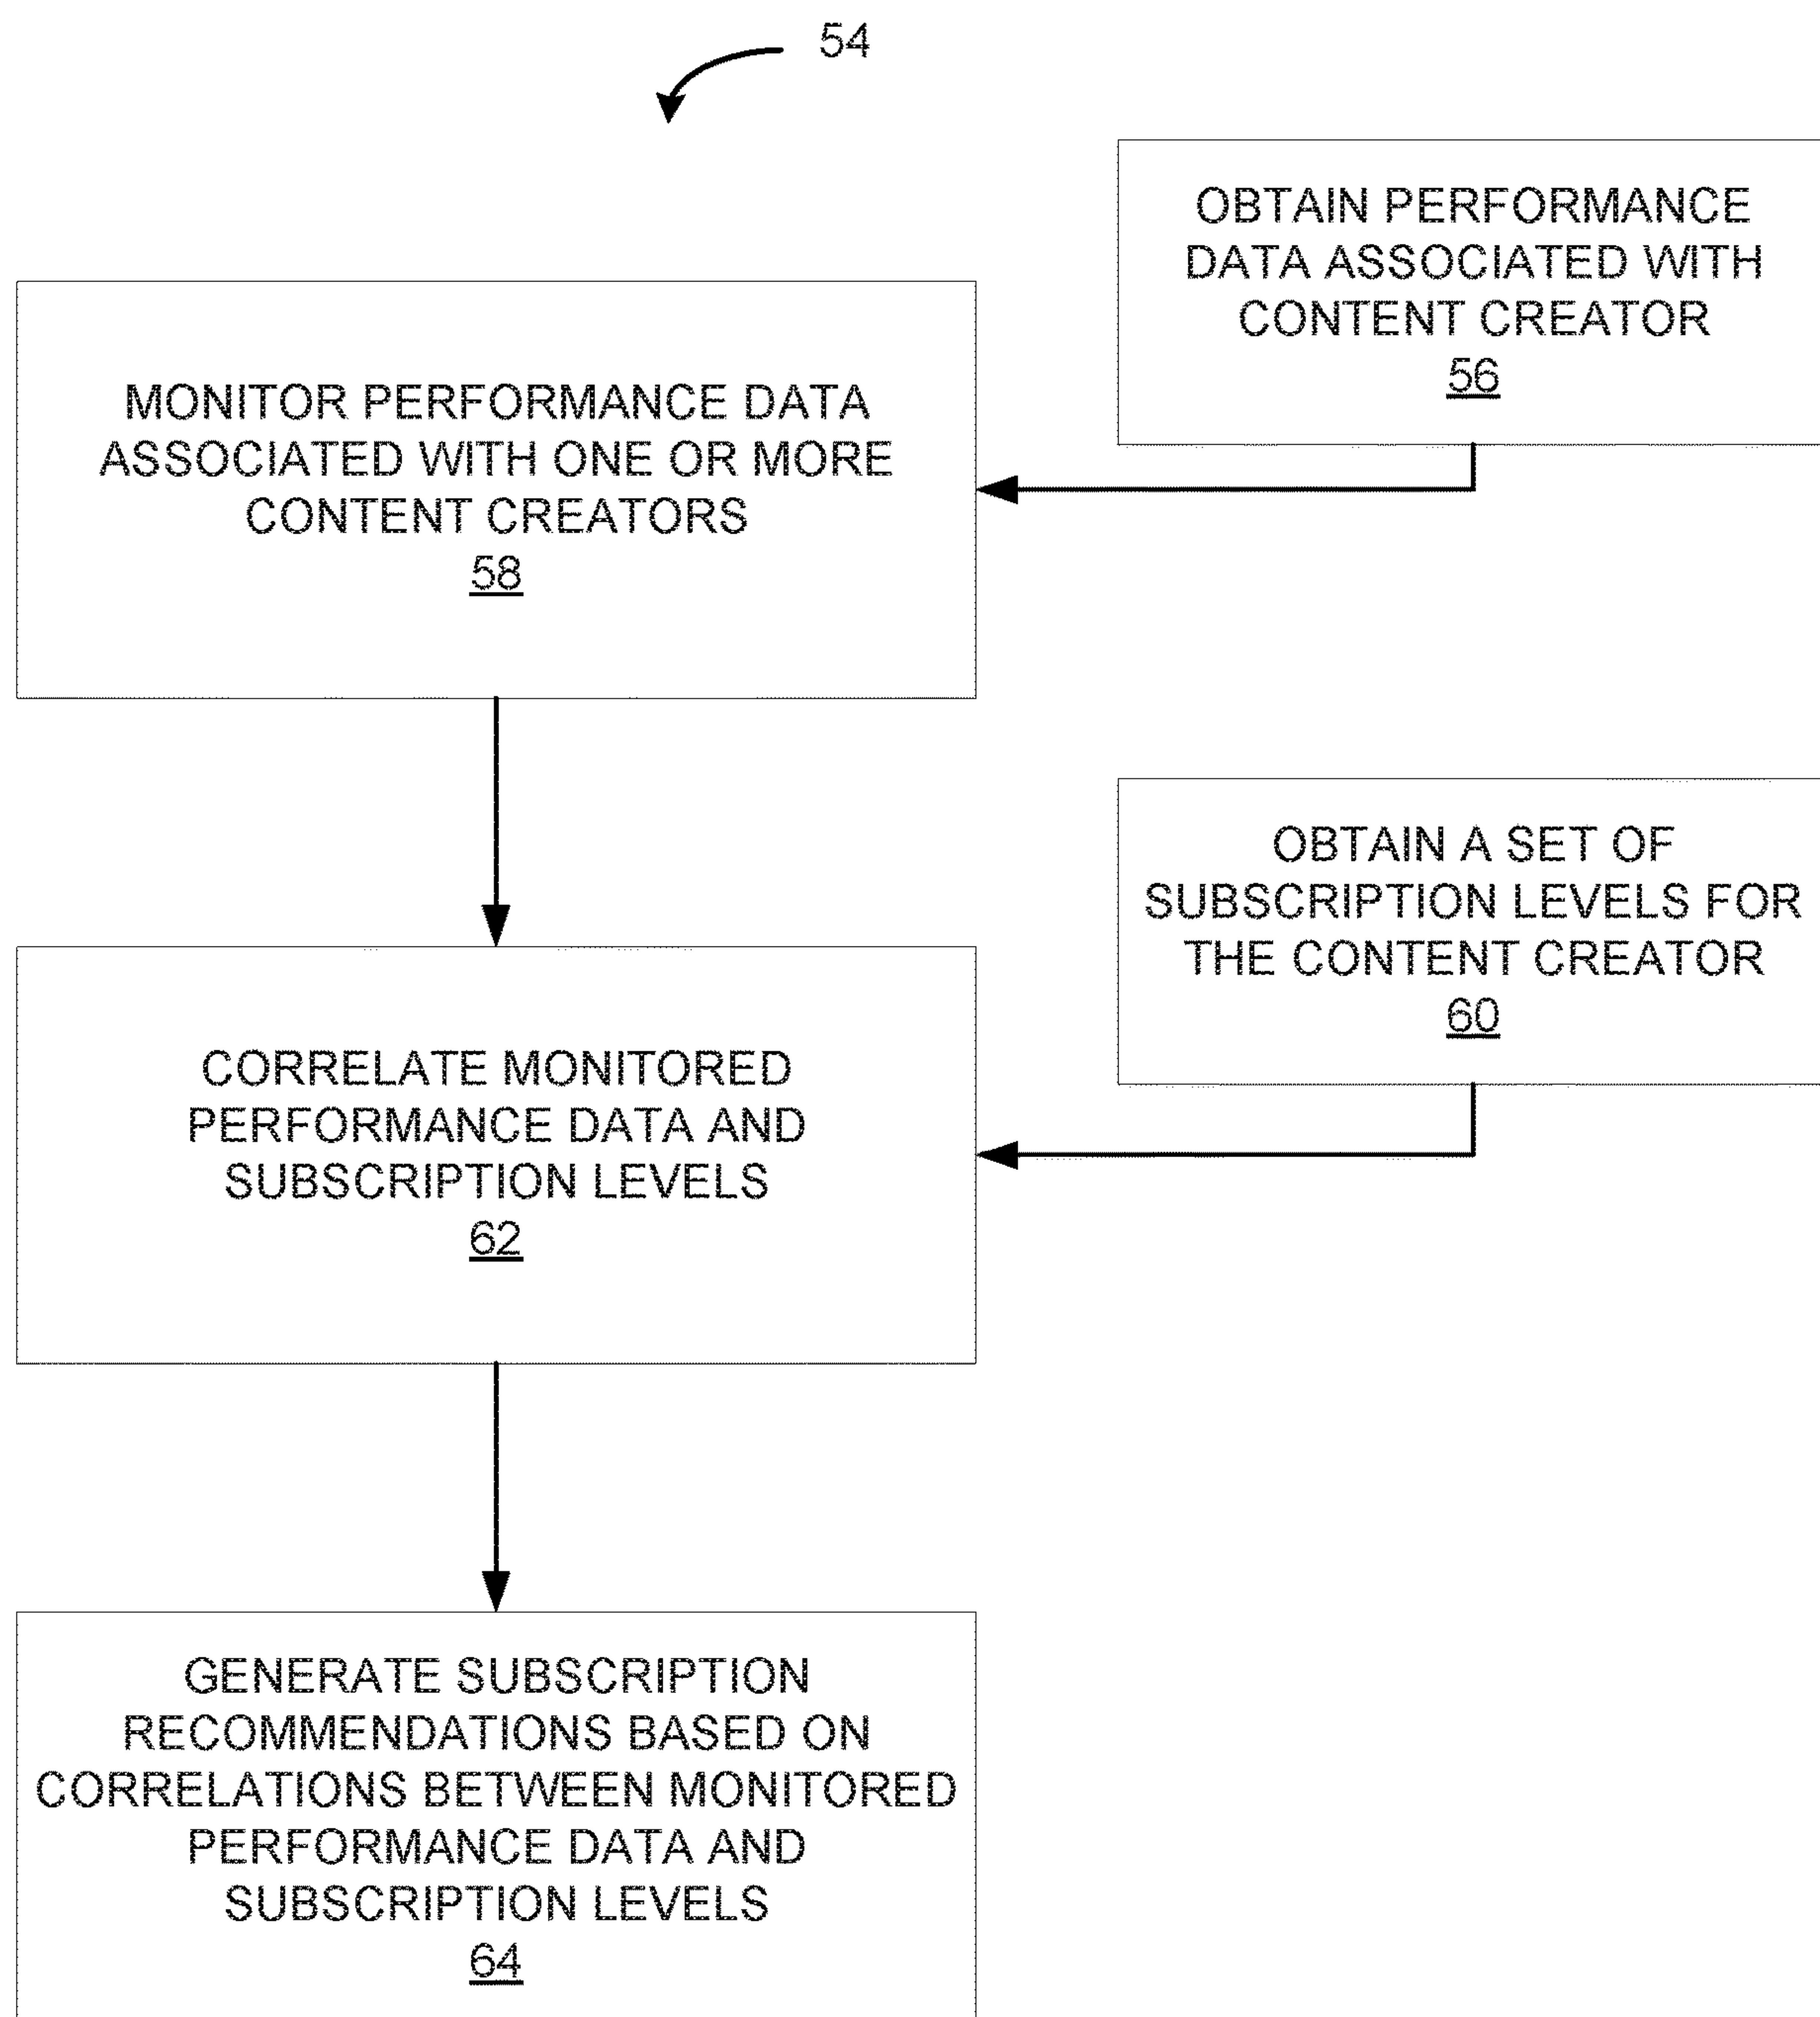 54
OBTAIN PERFORMANCE
DATA ASSOCIATED WITH
CONTENT CREATOR
56
MONITOR PERFORMANCE DATA
ASSOCIATED WITH ONE OR MORE
CONTENT CREATORS
58
OBTAIN A SET OF
SUBSCRIPTION LEVELS FOR
THE CONTENT CREATOR
60
CORRELATE MONITORED
PERFORMANCE DATA AND
SUBSCRIPTION LEVELS
62
GENERATE SUBSCRIPTION
RECOMMENDATIONS BASED ON
CORRELATIONS BETWEEN MONITORED
PERFORMANCE DATA AND
SUBSCRIPTION LEVELS
64